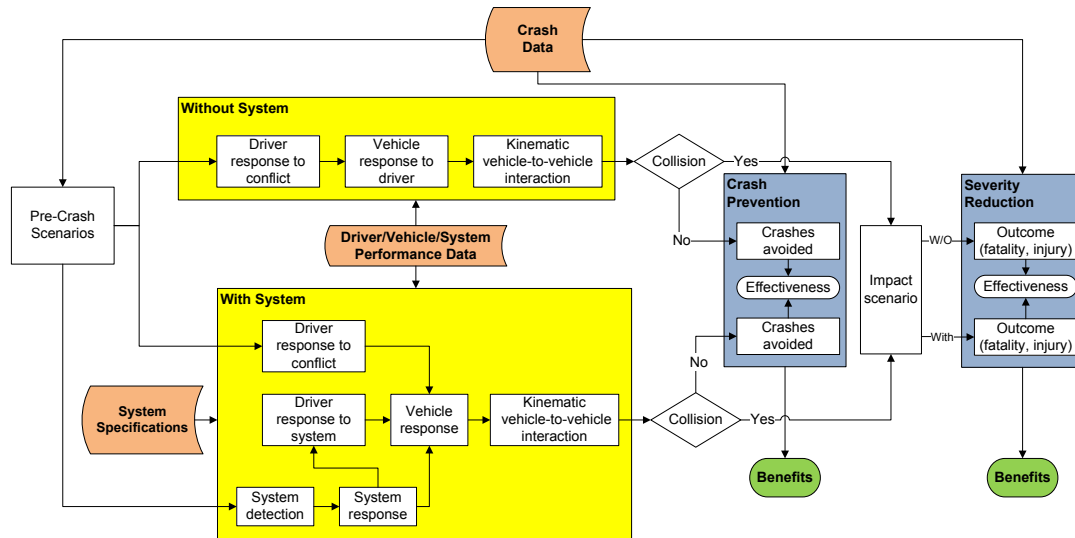 Crash
Data
Without System
Driver
response to
conflict
Vehicle
response to
driver
Kinematic
vehicle-to-vehicle
interaction
Collision
Yes
No
Pre-Crash
Scenarios
Driver/Vehicle/System
Performance Data
Crash
Prevention
Crashes
avoided
Effectiveness
Crashes
avoided
Impact
scenario
W/O
With
Severity
Reduction
Outcome
(fatality, injury)
Effectiveness
Outcome
(fatality, injury)
With System
Driver
response to
conflict
System
Specifications
Driver
response to
system
Vehicle
response
Kinematic
vehicle-to-vehicle
interaction
Collision
No
Yes
System
detection
System
response
Benefits
Benefits